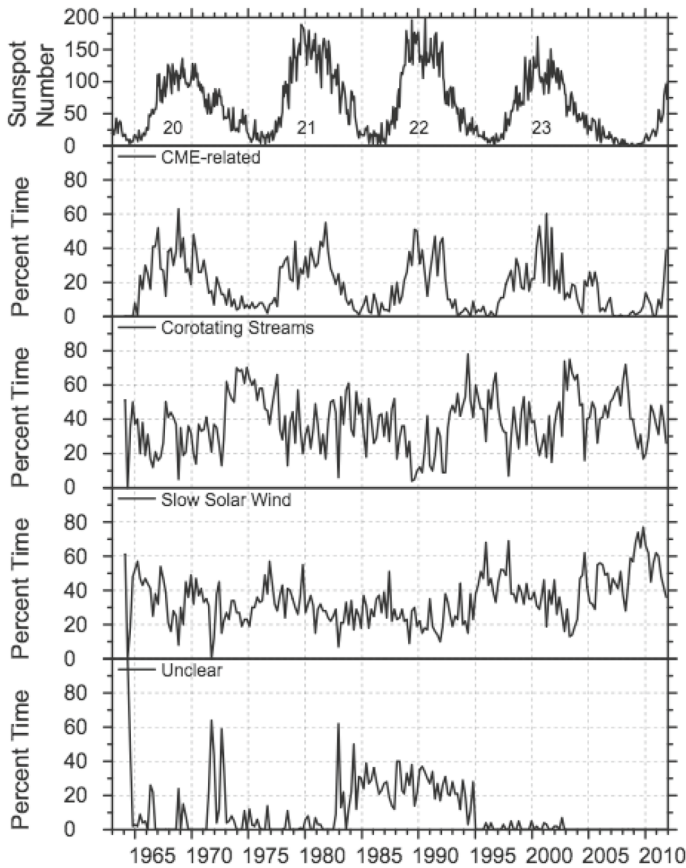 Sunspot
Number
200
150
100
50
0
20
21
22
23
CME-related
Percent Time
80
60
40
20
0
Corotating Streams
Percent Time
80
60
40
20
0
Slow Solar Wind
Percent Time
80
60
40
20
0
Unclear
Percent Time
80
60
40
20
0
1965 1970 1975 1980 1985 1990 1995 2000 2005 2010